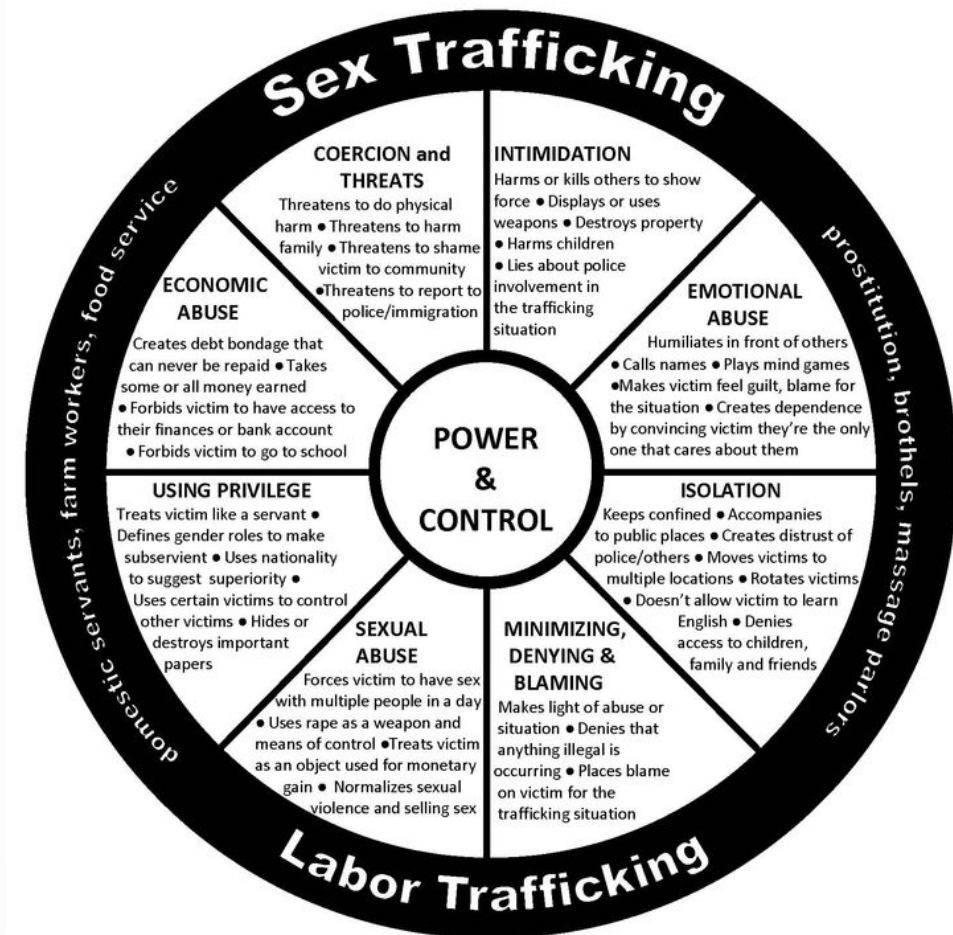 Sex Trafficking
COERCION and
THREATS
Threatens to do physical
harm ● Threatens to harm
family ● Threatens to shame
victim to community
●Threatens to report to
police/immigration
INTIMIDATION
Harms or kills others to show
force ● Displays or uses
weapons ● Destroys property
● Harms children
● Lies about police
involvement in
the trafficking
situation
EMOTIONAL
ABUSE
Humiliates in front of others
● Calls names ● Plays mind games
●Makes victim feel guilt, blame for
the situation ● Creates dependence
by convincing victim they're the only
one that cares about them
ISOLATION
Keeps confined ● Accompanies
to public places ● Creates distrust of
police/others ● Moves victims to
multiple locations ● Rotates victims
● Doesn't allow victim to learn
English ● Denies
access to children,
family and friends
MINIMIZING,
DENYING &
BLAMING
Makes light of abuse or
situation ● Denies that
anything illegal is
occurring ● Places blame
on victim for the
trafficking situation
SEXUAL
ABUSE
Forces victim to have sex
with multiple people in a day
● Uses rape as a weapon and
means of control ●Treats victim
as an object used for monetary
gain ● Normalizes sexual
violence and selling sex
USING PRIVILEGE
Treats victim like a servant ●
Defines gender roles to make
subservient ● Uses nationality
to suggest superiority ●
Uses certain victims to control
other victims ● Hides or
destroys important
papers
ECONOMIC
ABUSE
Creates debt bondage that
can never be repaid ● Takes
some or all money earned
● Forbids victim to have access to
their finances or bank account
● Forbids victim to go to school
POWER
&
CONTROL
domestic servants, farm workers, food service
prostitution, brothels, massage parlors
Labor Trafficking